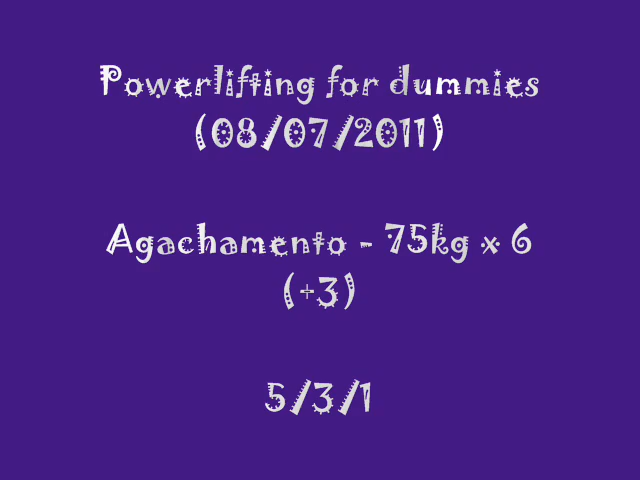 Powerlifting for dummies
(08/07/2011)
Agachamento - 75kg x 6
(+3)
5/3/1